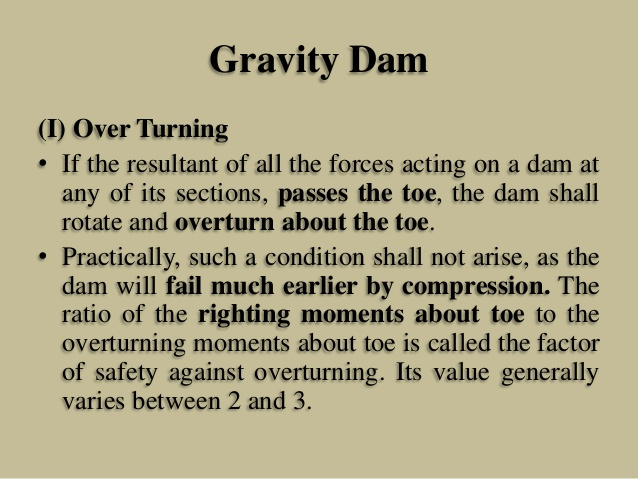 Gravity Dam
(I) Over Turning
• If the resultant of all the forces acting on a dam at
any of its sections, passes the toe, the dam shall
rotate and overturn about the toe.
• Practically, such a condition shall not arise, as the
dam will fail much earlier by compression. The
ratio of the righting moments about toe to the
overturning moments about toe is called the factor
of safety against overturning. Its value generally
varies between 2 and 3.